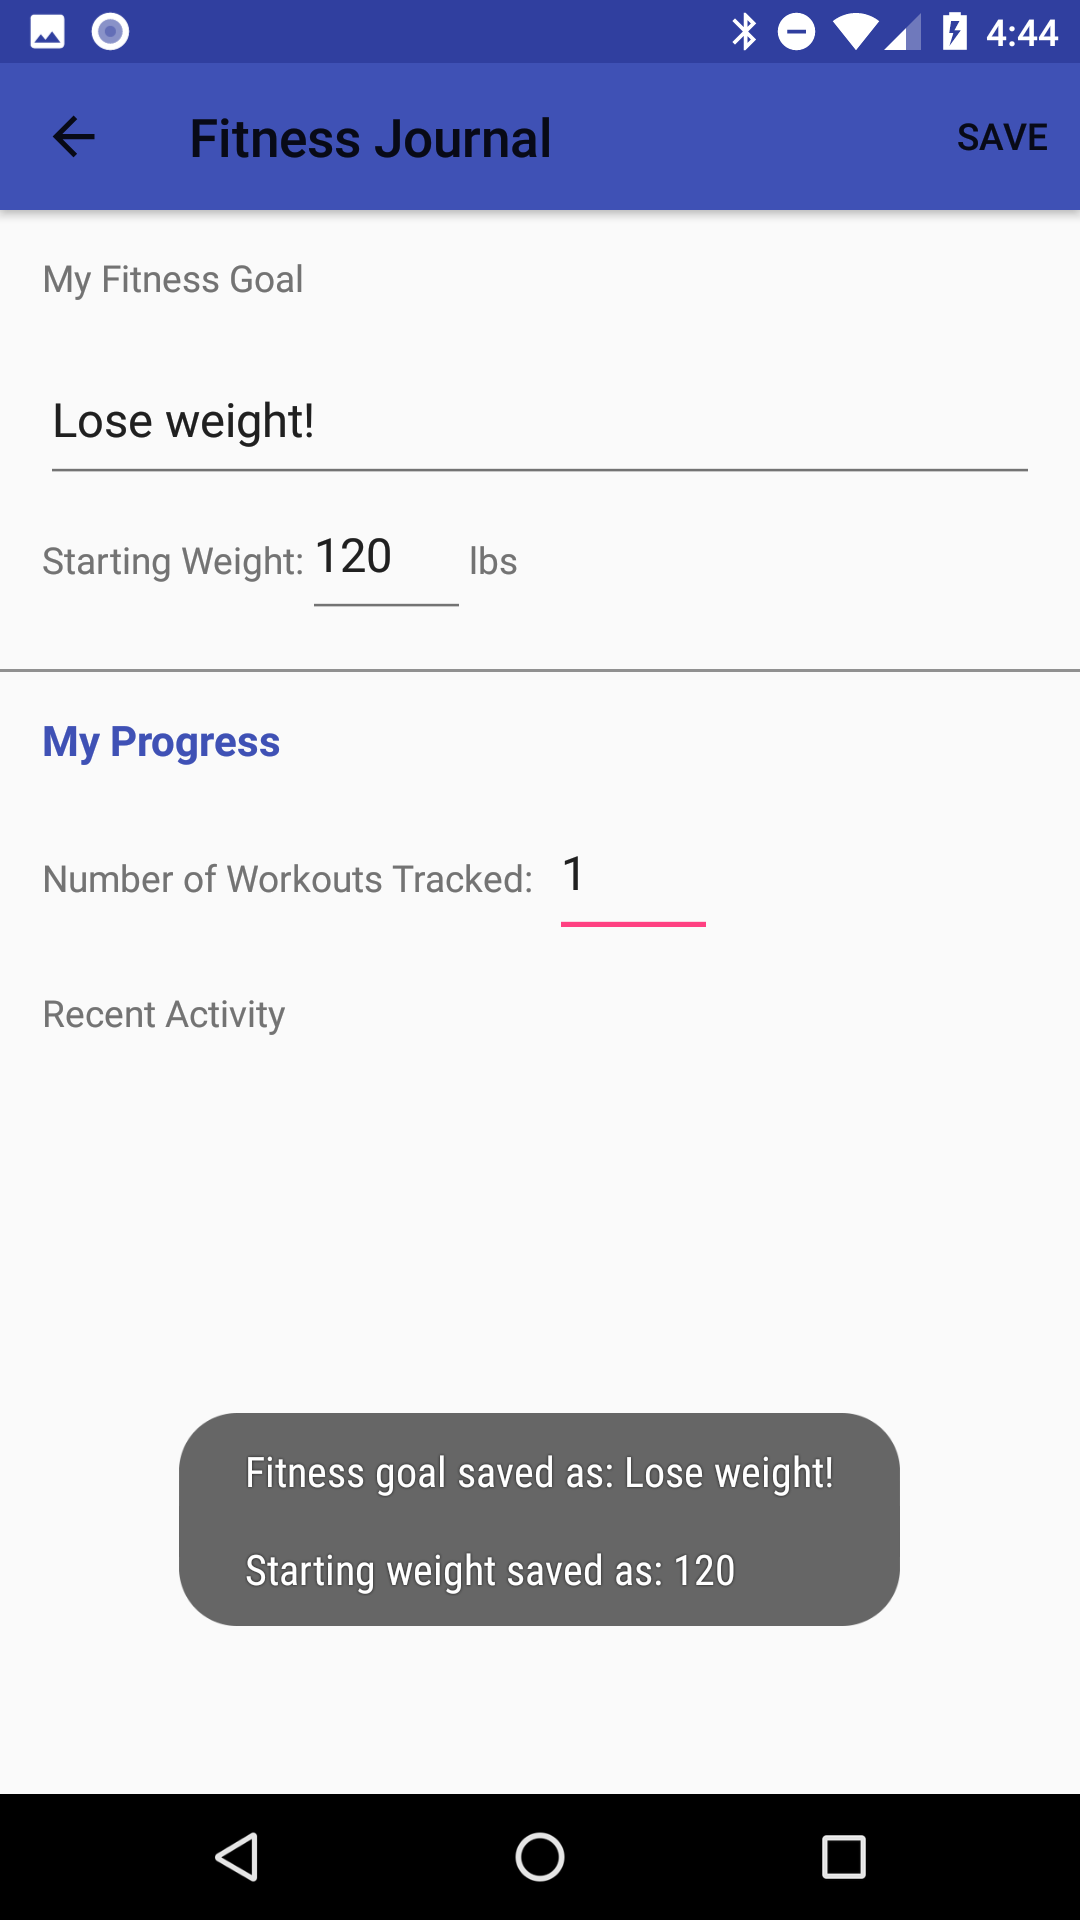 4:44
Fitness Journal SAVE
My Fitness Goal
Lose weight!
Starting Weight: 120 lbs
My Progress
Number of Workouts Tracked: 1
Recent Activity
Fitness goal saved as: Lose weight!
Starting weight saved as: 120